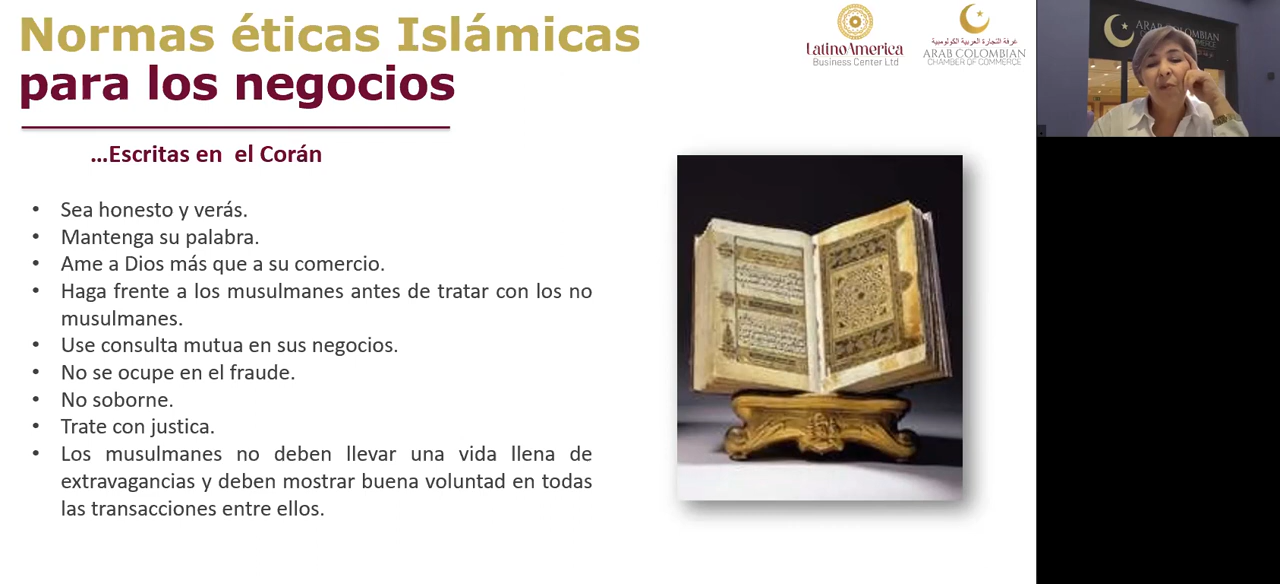 Normas éticas Islámicas
para los negocios
LatinoAmerica
Business Center Ltd
غرفة التجارة العربية الكولومبية
ARAB COLOMBIAN
CHAMBER OF COMMERCE
ARAB COLOMBIAN
...Escritas en el Corán
• Sea honesto y verás.
• Mantenga su palabra.
• Ame a Dios más que a su comercio.
• Haga frente a los musulmanes antes de tratar con los no
musulmanes.
• Use consulta mutua en sus negocios.
• No se ocupe en el fraude.
• No soborne.
• Trate con justica.
• Los musulmanes no deben llevar una vida llena de
extravagancias y deben mostrar buena voluntad en todas
las transacciones entre ellos.